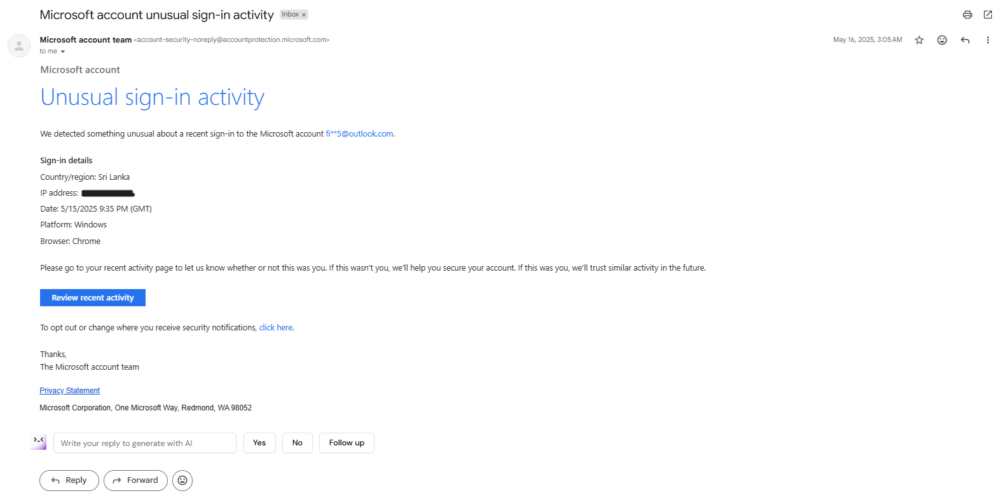 Microsoft account unusual sign-in activity Inbox x
Microsoft account team <account-security-noreply@accountprotection.microsoft.com> May 16, 2025, 3:05 AM
to me
Microsoft account
Unusual sign-in activity
We detected something unusual about a recent sign-in to the Microsoft account fi**5@outlook.com.
Sign-in details
Country/region: Sri Lanka
IP address:
Date: 5/15/2025 9:35 PM (GMT)
Platform: Windows
Browser: Chrome
Please go to your recent activity page to let us know whether or not this was you. If this wasn't you, we'll help you secure your account. If this was you, we'll trust similar activity in the future.
Review recent activity
To opt out or change where you receive security notifications, click here.
Thanks,
The Microsoft account team
Privacy Statement
Microsoft Corporation, One Microsoft Way, Redmond, WA 98052
Write your reply to generate with AI Yes No Follow up
Reply Forward